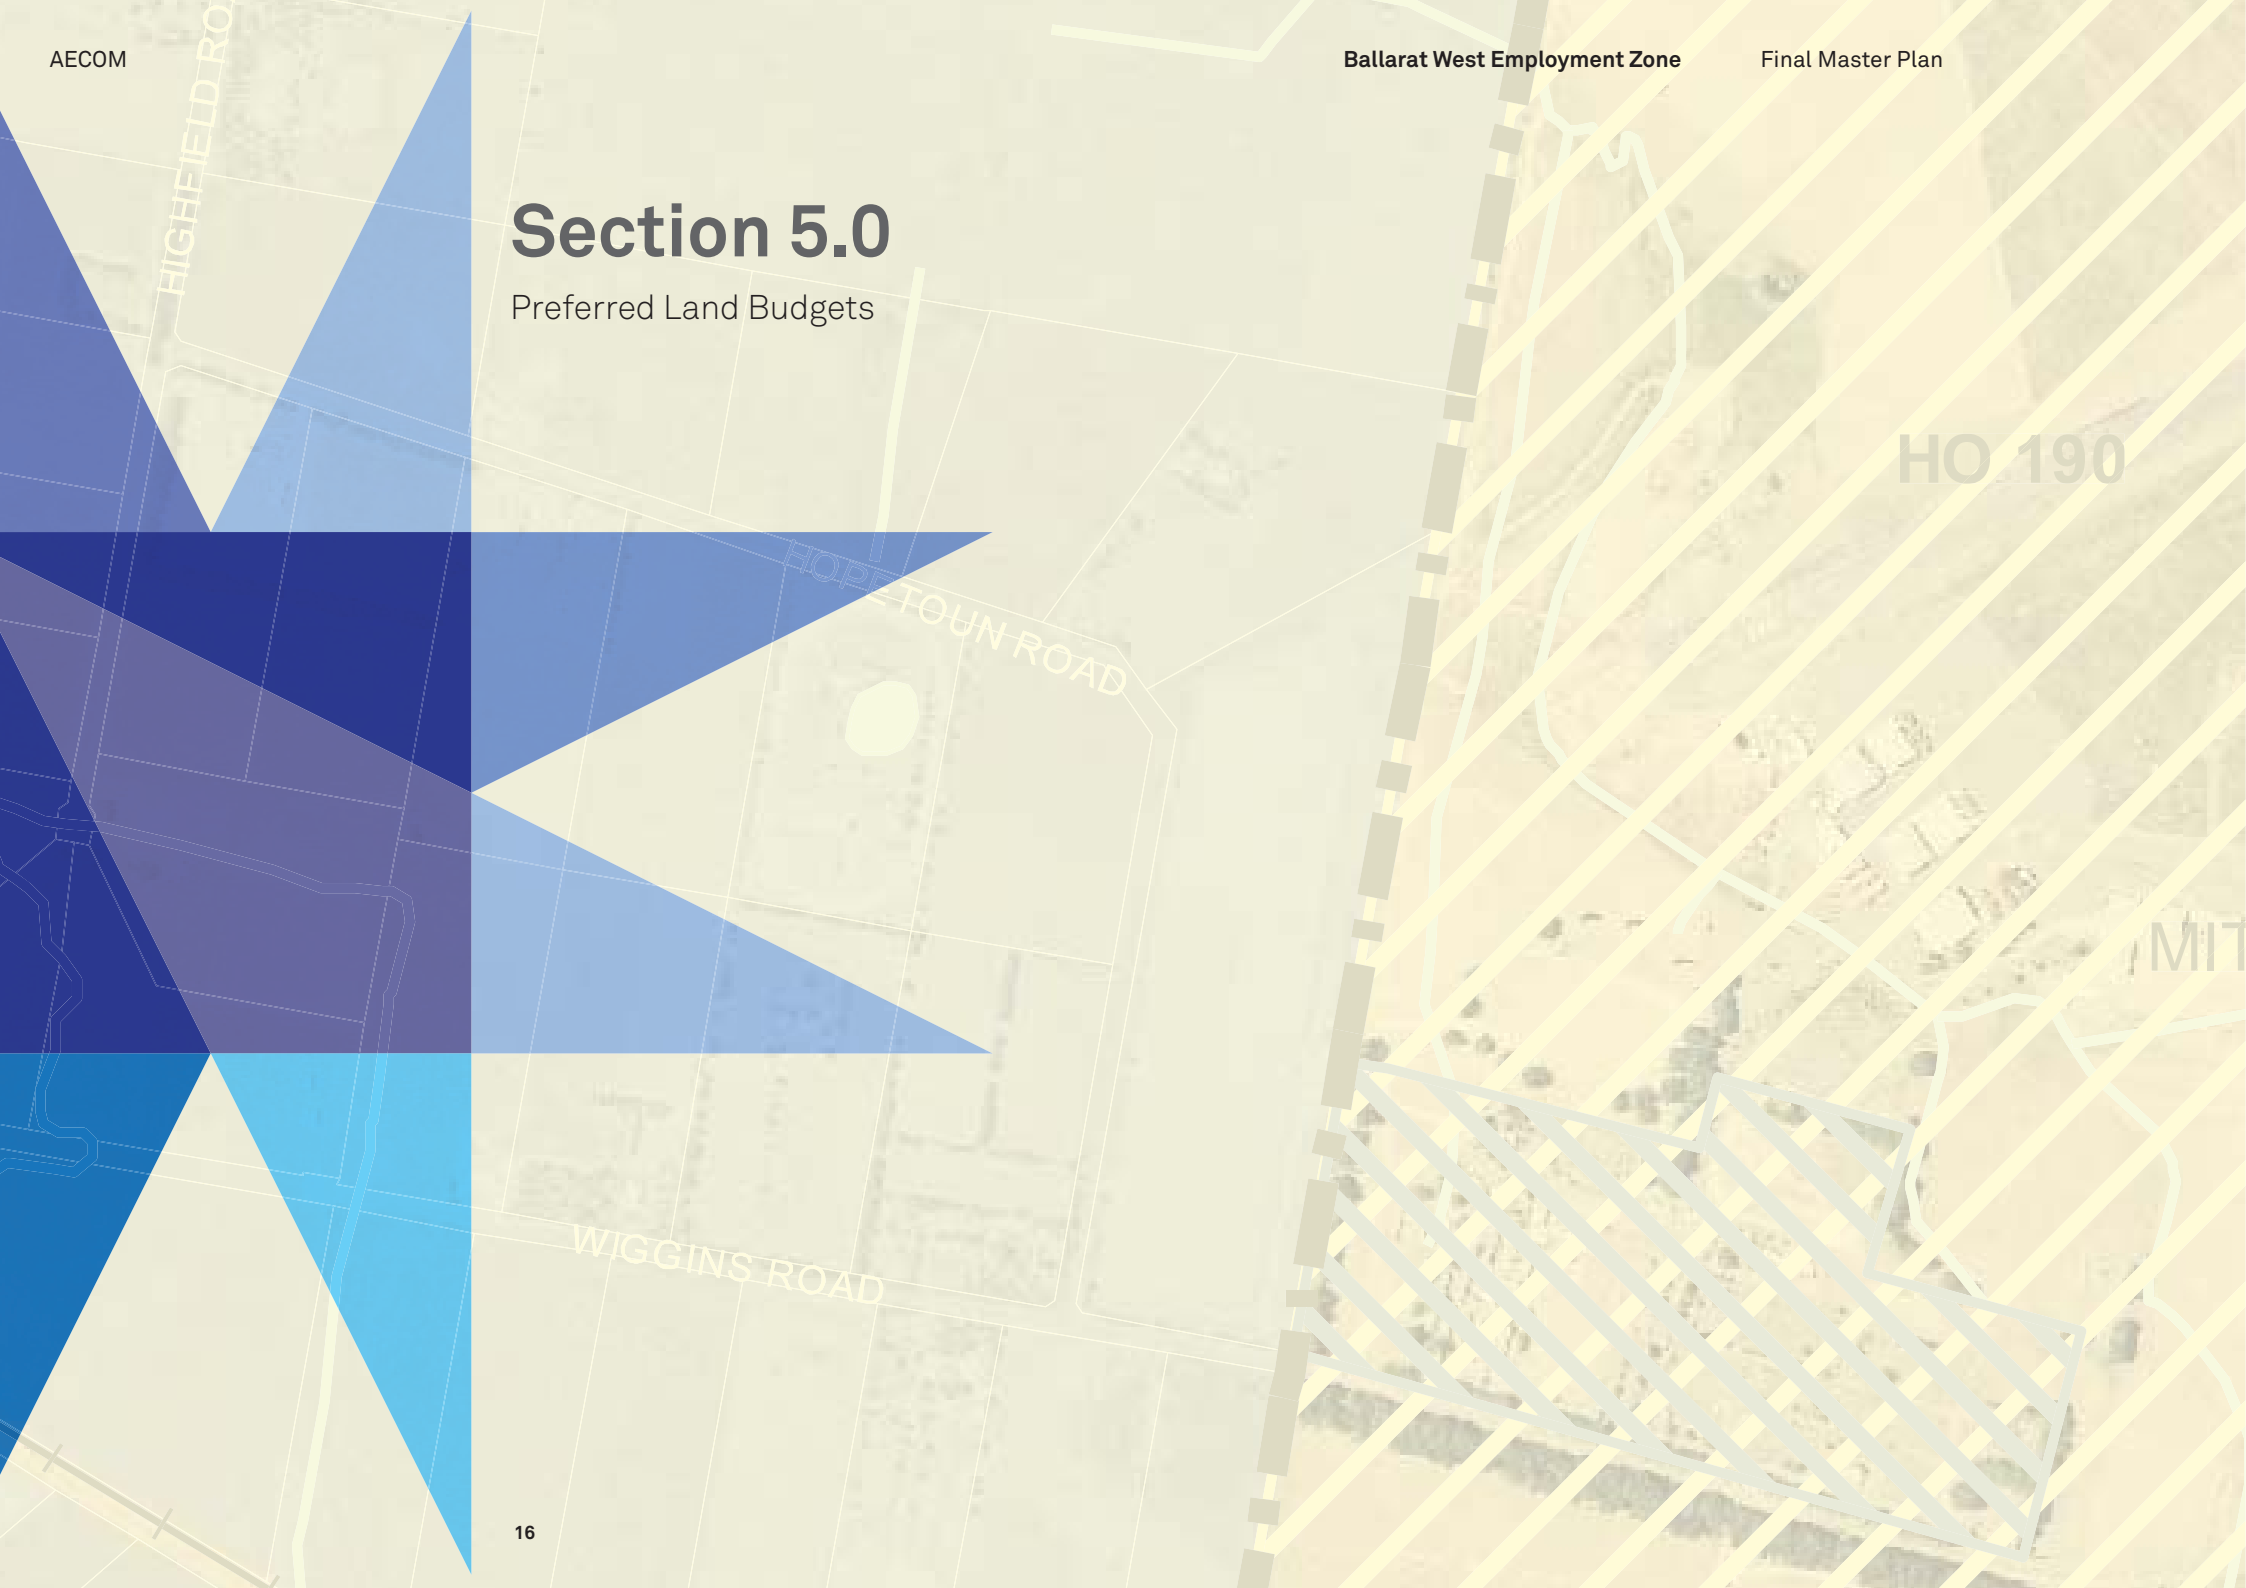 AECOM
Ballarat West Employment Zone
Final Master Plan
HIGHFIELD RO
Section 5.0
Preferred Land Budgets
HO 190
HOPETOUN ROAD
MIT
WIGGINS ROAD
16